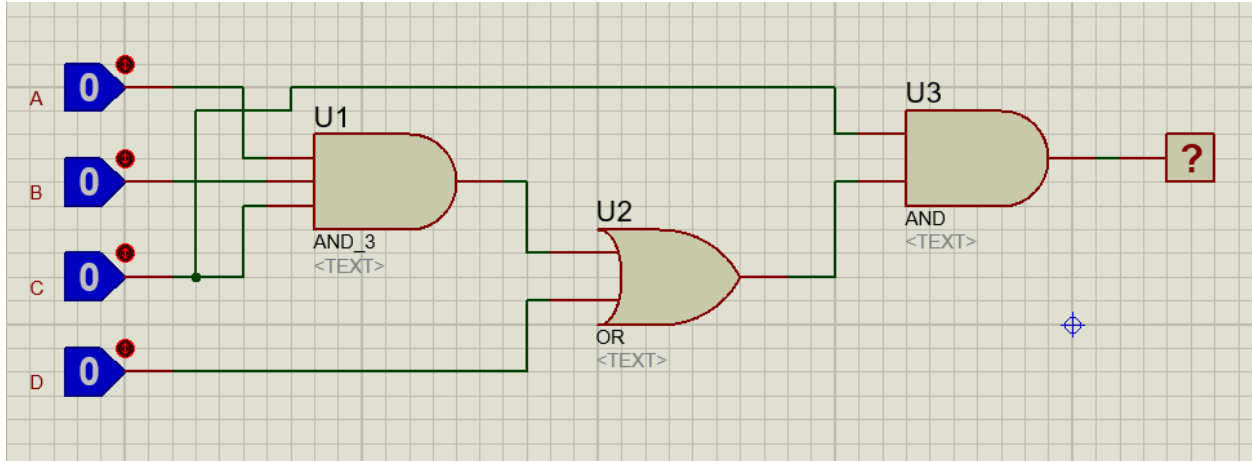 A
0
B
0
C
0
D
0
U1
AND_3
<TEXT>
U2
OR
<TEXT>
U3
AND
<TEXT>
?